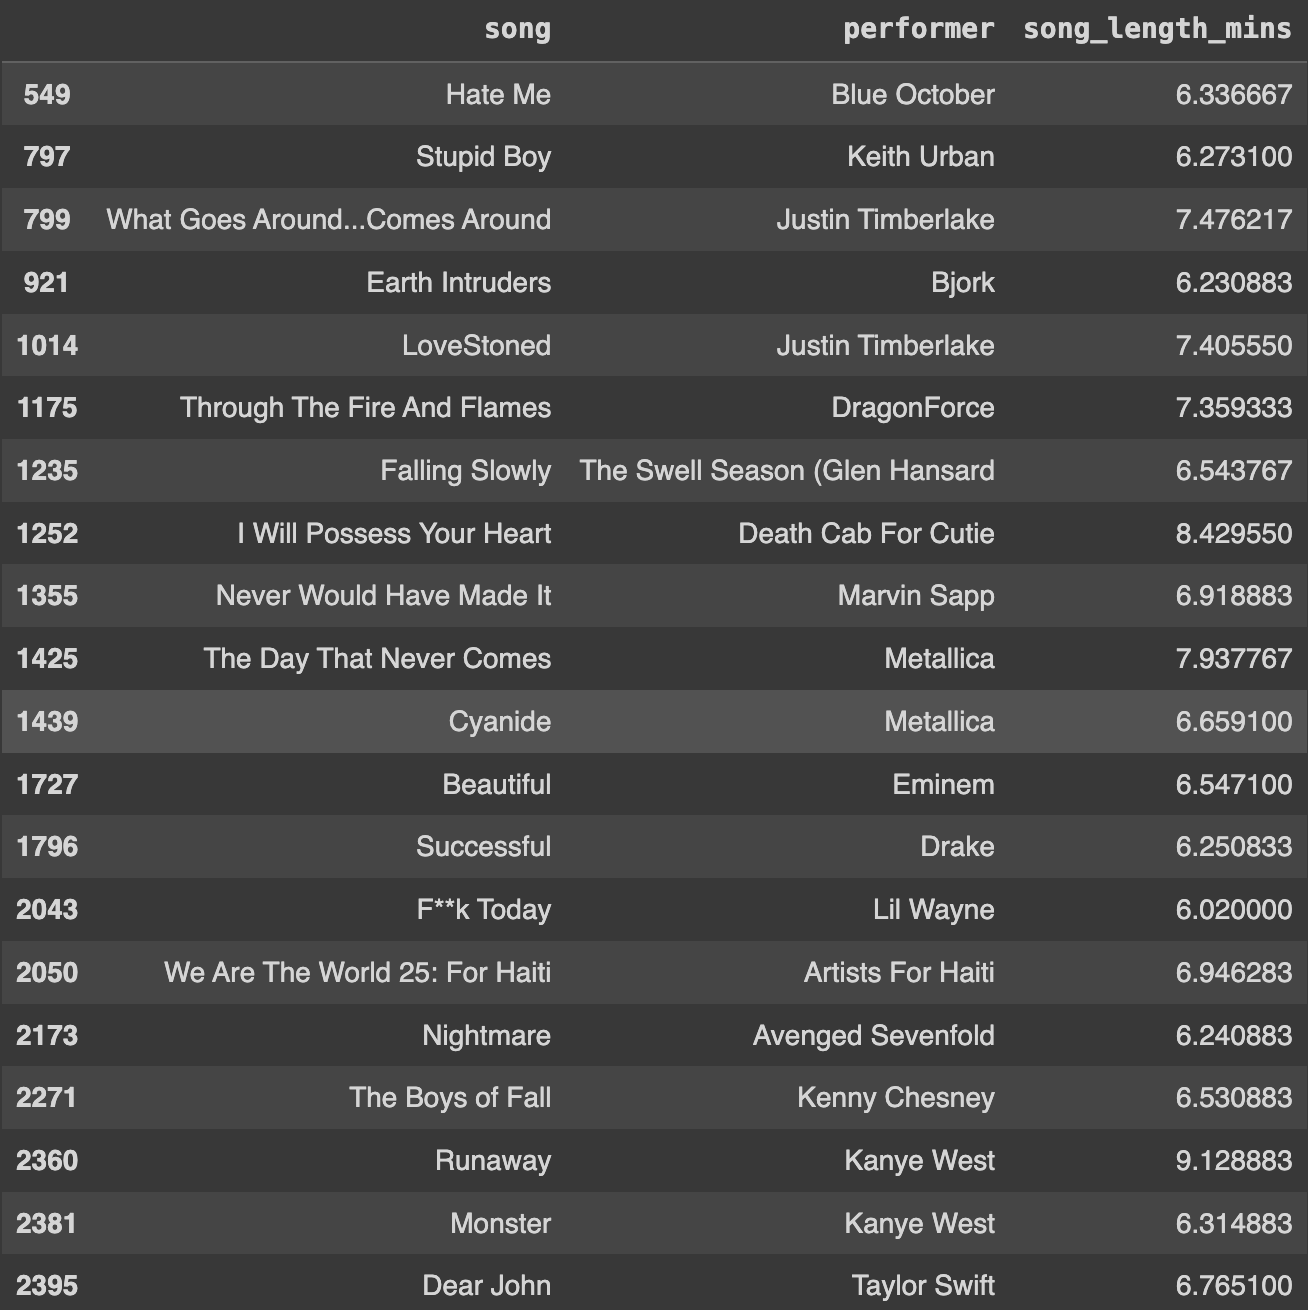 song performer song_length_mins
549 Hate Me Blue October 6.336667
797 Stupid Boy Keith Urban 6.273100
799 What Goes Around...Comes Around Justin Timberlake 7.476217
921 Earth Intruders Bjork 6.230883
1014 LoveStoned Justin Timberlake 7.405550
1175 Through The Fire And Flames DragonForce 7.359333
1235 Falling Slowly The Swell Season (Glen Hansard 6.543767
1252 I Will Possess Your Heart Death Cab For Cutie 8.429550
1355 Never Would Have Made It Marvin Sapp 6.918883
1425 The Day That Never Comes Metallica 7.937767
1439 Cyanide Metallica 6.659100
1727 Beautiful Eminem 6.547100
1796 Successful Drake 6.250833
2043 F**k Today Lil Wayne 6.020000
2050 We Are The World 25: For Haiti Artists For Haiti 6.946283
2173 Nightmare Avenged Sevenfold 6.240883
2271 The Boys of Fall Kenny Chesney 6.530883
2360 Runaway Kanye West 9.128883
2381 Monster Kanye West 6.314883
2395 Dear John Taylor Swift 6.765100